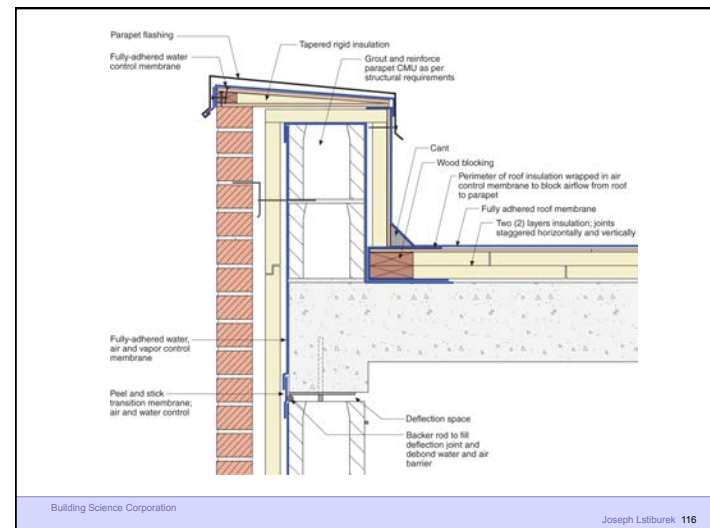 Parapet flashing
Fully-adhered water
control membrane
Tapered rigid insulation
Grout and reinforce
parapet CMU as per
structural requirements
Cant
Wood blocking
Perimeter of roof insulation wrapped in air
control membrane to block airflow from roof
to parapet
Fully adhered roof membrane
Two (2) layers insulation; joints
staggered horizontally and vertically
Fully-adhered water,
air and vapor control
membrane
Peel and stick
transition membrane;
air and water control
Deflection space
Backer rod to fill
deflection joint and
debond water and air
barrier
Building Science Corporation
Joseph Lstiburek 116